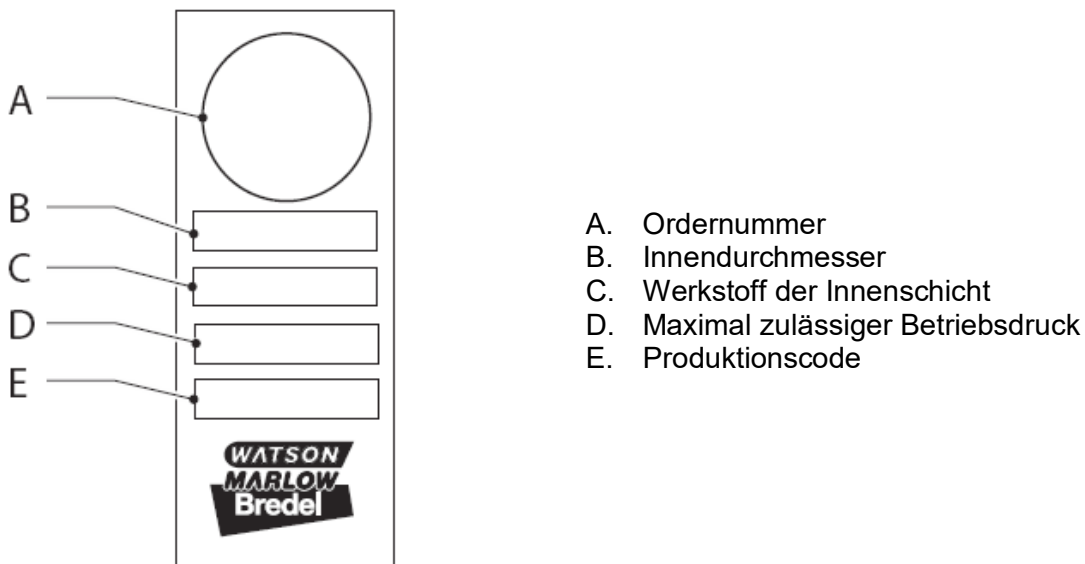 A
B
C
D
E
WATSON
MARLOW
Bredel
A. Ordernummer
B. Innendurchmesser
C. Werkstoff der Innenschicht
D. Maximal zulässiger Betriebsdruck
E. Produktionscode